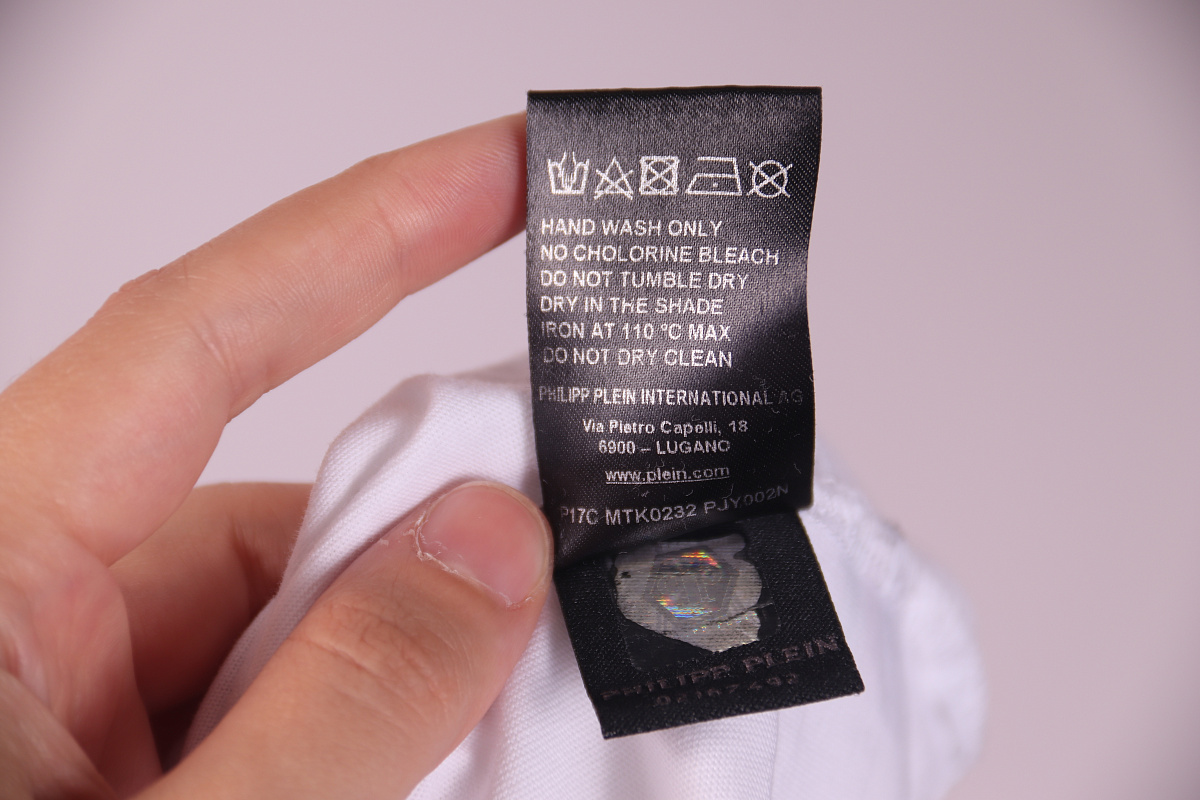 HAND WASH ONLY
NO CHOLORINE BLEACH
DO NOT TUMBLE DRY
DRY IN THE SHADE
IRON AT 110 °C MAX
DO NOT DRY CLEAN
PHILIPP PLEIN INTERNATIONAL AG
Via Pietro Capelli, 18
6900 – LUGANO
www.plein.com
P17C MTK0232 PJY002N
PHILIPP PLEIN